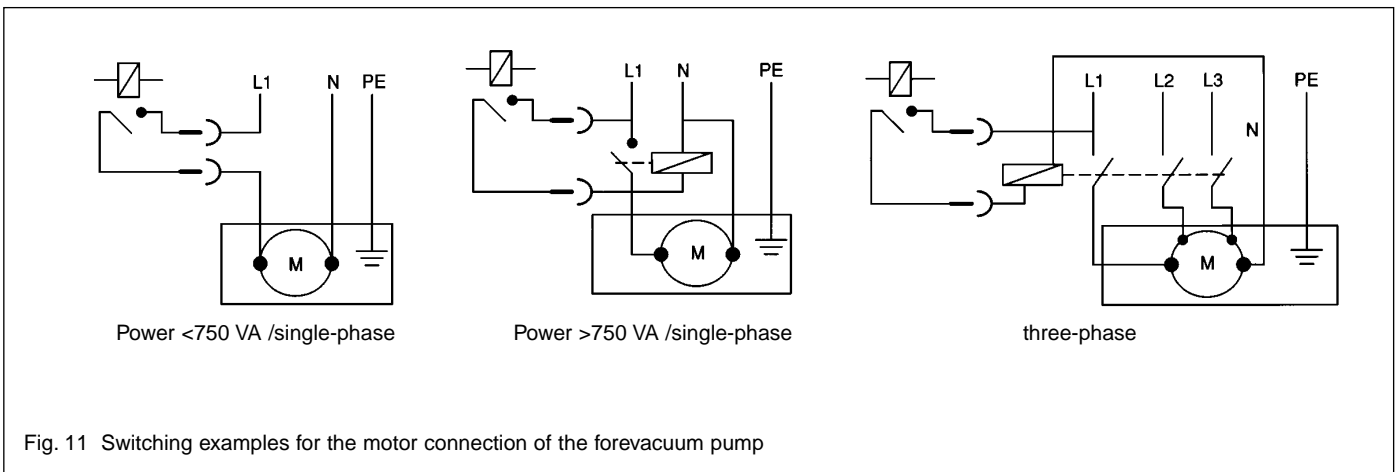 L1 N PE
M
Power <750 VA /single-phase
L1 N PE
M
Power >750 VA /single-phase
L1 L2 L3 PE
N
M
three-phase
Fig. 11 Switching examples for the motor connection of the forevacuum pump